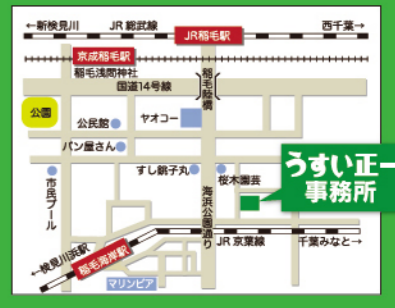 ←新検見川
JR 総武線
JR稲毛駅
西千葉→
京成稲毛駅
稲毛浅間神社
国道14号線
稲毛陸橋
公園
公民館
ヤオコー
パン屋さん
すし銚子丸
桜木園芸
うすい正一
事務所
市民プール
海浜公園通り
←検見川浜駅
稲毛海岸駅
JR 京葉線
千葉みなと→
マリンピア